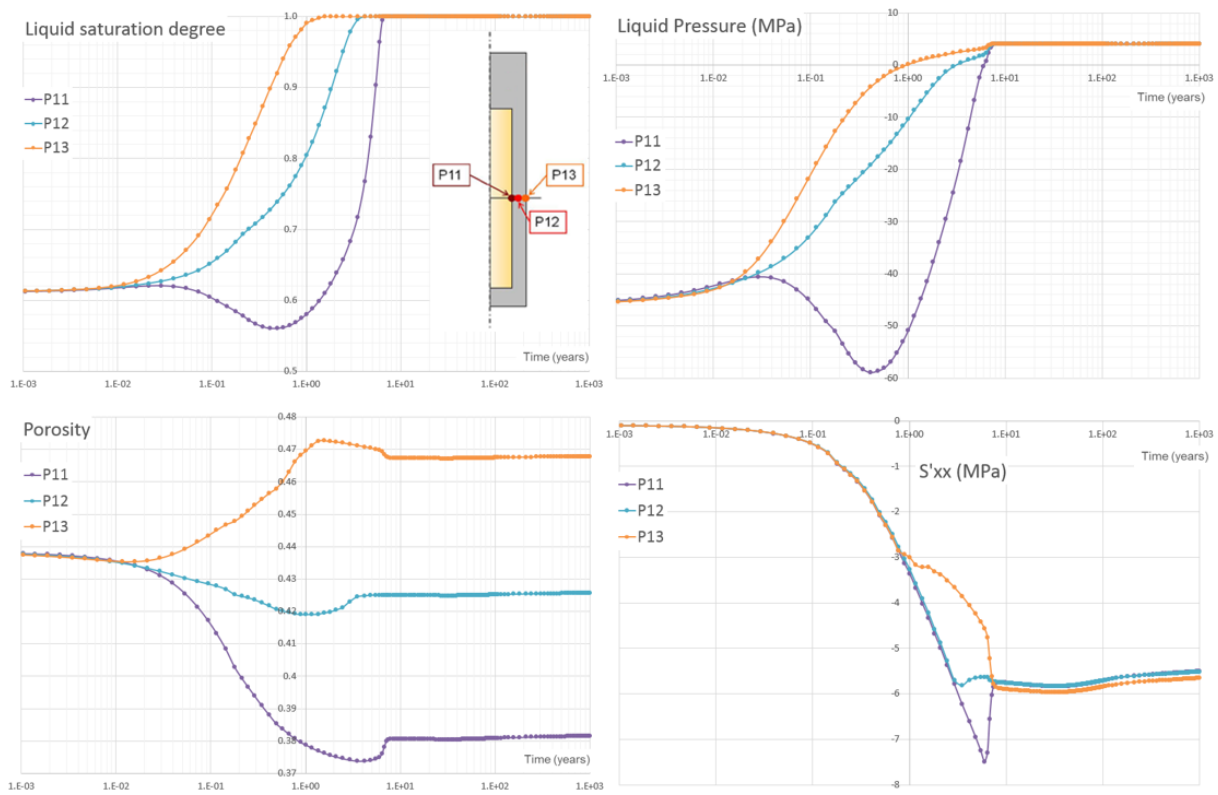 Liquid saturation degree
1.0
0.9
0.8
0.7
0.6
0.5
P11
P12
P13
P11
P13
P12
Time (years)
1.E-03 1.E-02 1.E-01 1.E+00 1.E+01 1.E+02 1.E+03
Liquid Pressure (MPa)
10
0
-10
-20
-30
-40
-50
-60
1.E-03 1.E-02 1.E-01 1.E+00 1.E+01 1.E+02 1.E+03
Time (years)
P11
P12
P13
Porosity
0.48
0.47
0.46
0.45
0.44
0.43
0.42
0.41
0.4
0.39
0.38
0.37
P11
P12
P13
Time (years)
1.E-03 1.E-02 1.E-01 1.E+00 1.E+01 1.E+02 1.E+03
0
-1
-2
-3
-4
-5
-6
-7
-8
1.E-03 1.E-02 1.E-01 1.E+00 1.E+01 1.E+02 1.E+03
Time (years)
S'xx (MPa)
P11
P12
P13